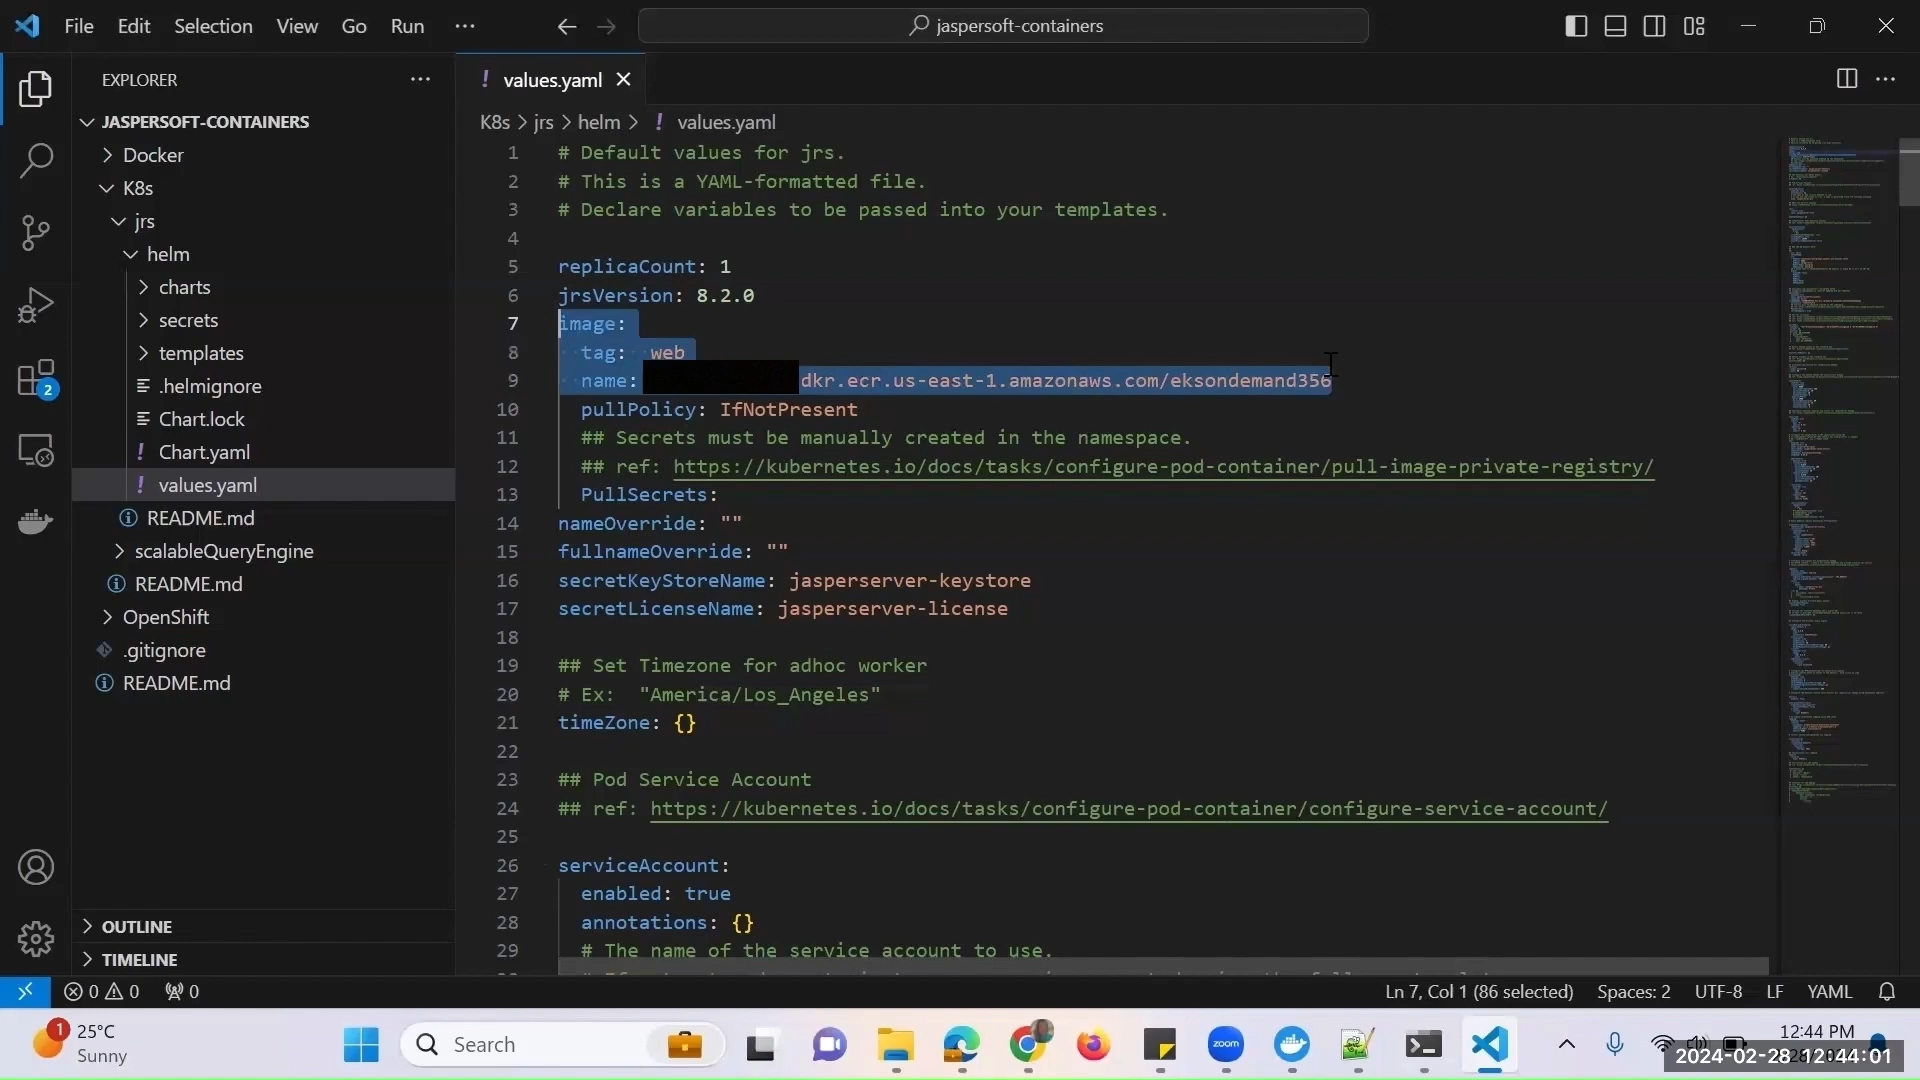 File Edit Selection View Go Run ···
jaspersoft-containers
EXPLORER
JASPERSOFT-CONTAINERS
Docker
K8s
jrs
helm
charts
secrets
templates
.helmignore
Chart.lock
Chart.yaml
values.yaml
README.md
scalableQueryEngine
README.md
OpenShift
.gitignore
README.md
OUTLINE
TIMELINE
2
! values.yaml
K8s > jrs > helm > ! values.yaml
1 # Default values for jrs.
2 # This is a YAML-formatted file.
3 # Declare variables to be passed into your templates.
4
5 replicaCount: 1
6 jrsVersion: 8.2.0
7 image:
8 tag: web
9 name: dkr.ecr.us-east-1.amazonaws.com/eksondemand356
10 pullPolicy: IfNotPresent
11 ## Secrets must be manually created in the namespace.
12 ## ref: https://kubernetes.io/docs/tasks/configure-pod-container/pull-image-private-registry/
13 PullSecrets:
14 nameOverride: ""
15 fullnameOverride: ""
16 secretKeyStoreName: jasperserver-keystore
17 secretLicenseName: jasperserver-license
18
19 ## Set Timezone for adhoc worker
20 # Ex: "America/Los_Angeles"
21 timeZone: {}
22
23 ## Pod Service Account
24 ## ref: https://kubernetes.io/docs/tasks/configure-pod-container/configure-service-account/
25
26 serviceAccount:
27 enabled: true
28 annotations: {}
29 # The name of the service account to use.
0 0 0
Ln 7, Col 1 (86 selected) Spaces: 2 UTF-8 LF YAML
1
25°C
Sunny
Search
zoom
12:44 PM
2024-02-28 12:44:01